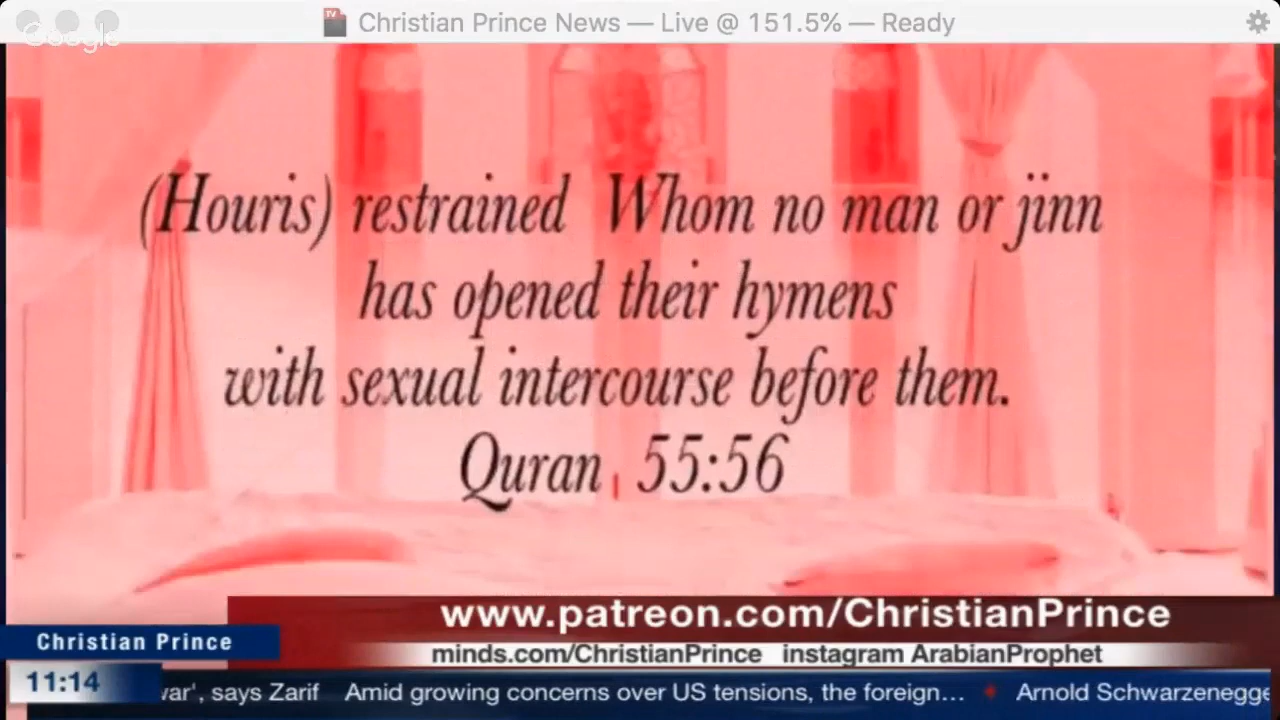 Christian Prince News — Live @ 151.5% — Ready
Google
(Houris) restrained Whom no man or jinn
has opened their hymens
with sexual intercourse before them.
Quran 55:56
www.patreon.com/ChristianPrince
Christian Prince
minds.com/ChristianPrince instagram ArabianProphet
11:14
var', says Zarif Amid growing concerns over US tensions, the foreign… Arnold Schwarzenegge